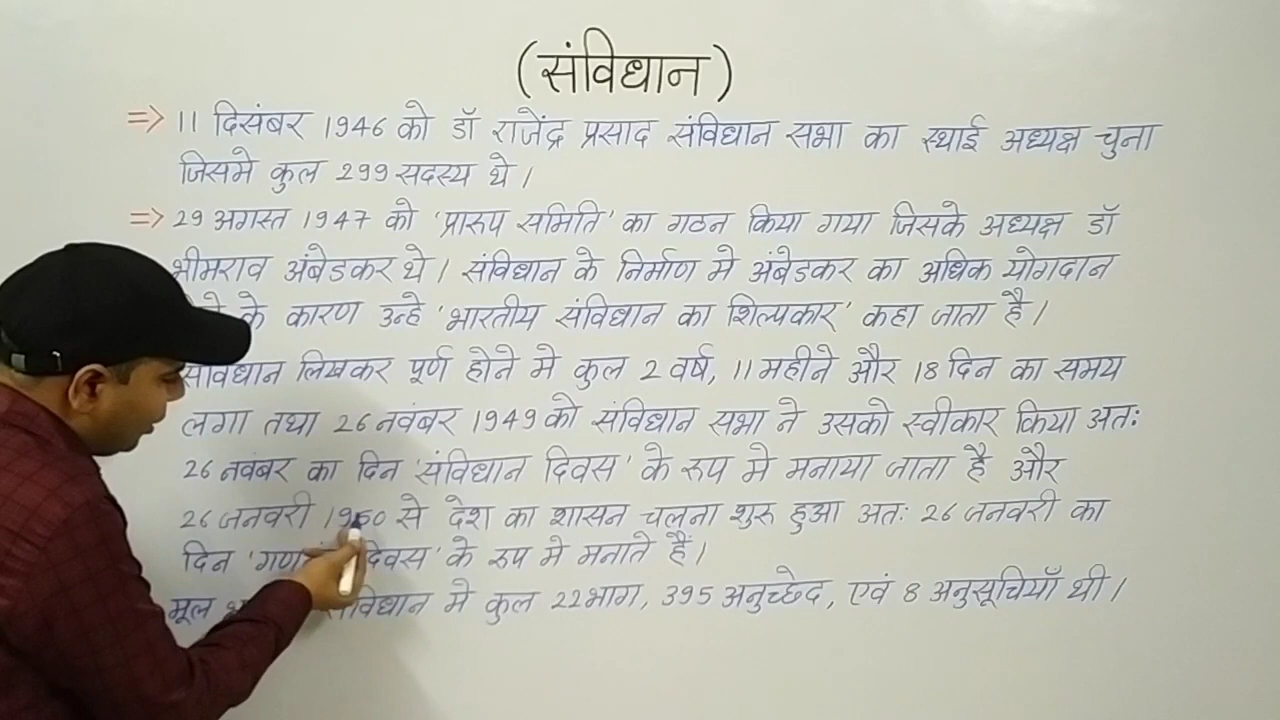 (संविधान)
=> 11 दिसंबर 1946 को डॉ राजेंद्र प्रसाद संविधान सभा का स्थाई अध्यक्ष चुना
जिसमे कुल 299 सदस्य थे।
=> 29 अगस्त 1947 को 'प्रारुप समिति' का गठन किया गया जिसके अध्यक्ष डॉ
भीमराव अंबेडकर थे। संविधान के निर्माण मे अंबेडकर का अधिक योगदान
के कारण उन्हे 'भारतीय संविधान का शिल्पकार' कहा जाता है।
संविधान लिखकर पूर्ण होने मे कुल 2 वर्ष, 11 महीने और 18 दिन का समय
लगा तथा 26 नवंबर 1949 को संविधान सभा ने उसको स्वीकार किया अतः
26 नवंबर का दिन 'संविधान दिवस' के रूप मे मनाया जाता है और
26 जनवरी 1950 से देश का शासन चलना शुरू हुआ अतः 26 जनवरी का
दिन दिवस' के रूप मे मनाते हैं।
मूल संविधान मे कुल 22 भाग, 395 अनुच्छेद, एवं 8 अनुसूचियाँ थी।